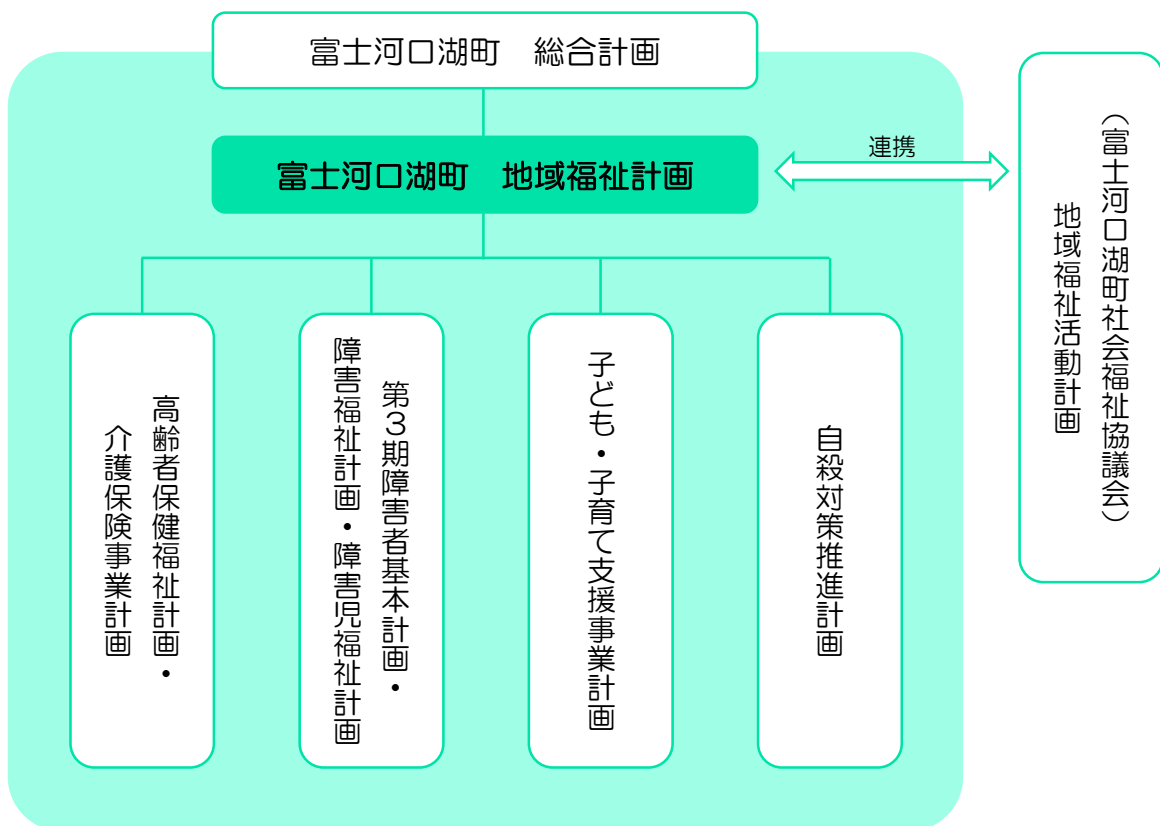 富士河口湖町　総合計画
富士河口湖町　地域福祉計画
連携
（富士河口湖町社会福祉協議会）
地域福祉活動計画
高齢者保健福祉計画・
介護保険事業計画
第３期障害者基本計画・
障害福祉計画・障害児福祉計画
子ども・子育て支援事業計画
自殺対策推進計画